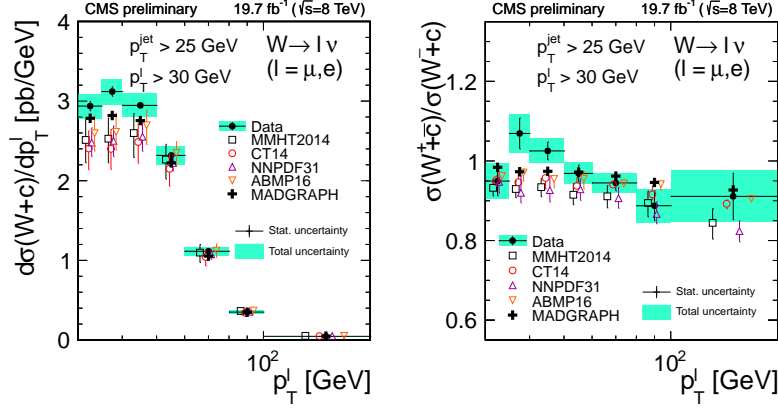 CMS preliminary 19.7 fb⁻¹ (√s=8 TeV)
p_T^jet > 25 GeV
W → l ν
p_T^l > 30 GeV
(l = μ,e)
dσ(W+c)/dp_T^l [pb/GeV]
4
3
2
1
0
Data
MMHT2014
CT14
NNPDF31
ABMP16
MADGRAPH
Stat. uncertainty
Total uncertainty
10²
p_T^l [GeV]
CMS preliminary 19.7 fb⁻¹ (√s=8 TeV)
p_T^jet > 25 GeV
W → l ν
p_T^l > 30 GeV
(l = μ,e)
σ(W⁺+c̄)/σ(W⁻+c)
1.2
1
0.8
0.6
Data
MMHT2014
CT14
NNPDF31
ABMP16
MADGRAPH
Stat. uncertainty
Total uncertainty
10²
p_T^l [GeV]